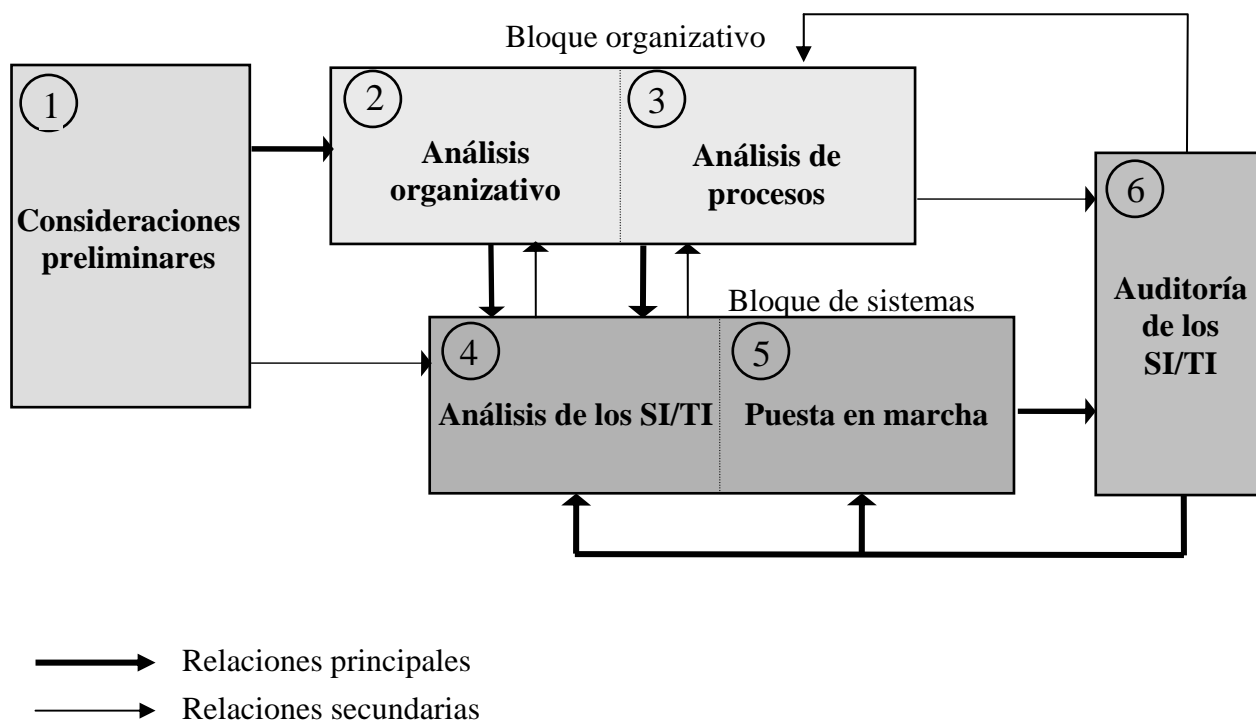 Bloque organizativo
1
Consideraciones
preliminares
2
Análisis
organizativo
3
Análisis de
procesos
Bloque de sistemas
4
Análisis de los SI/TI
5
Puesta en marcha
6
Auditoría
de los
SI/TI
Relaciones principales
Relaciones secundarias